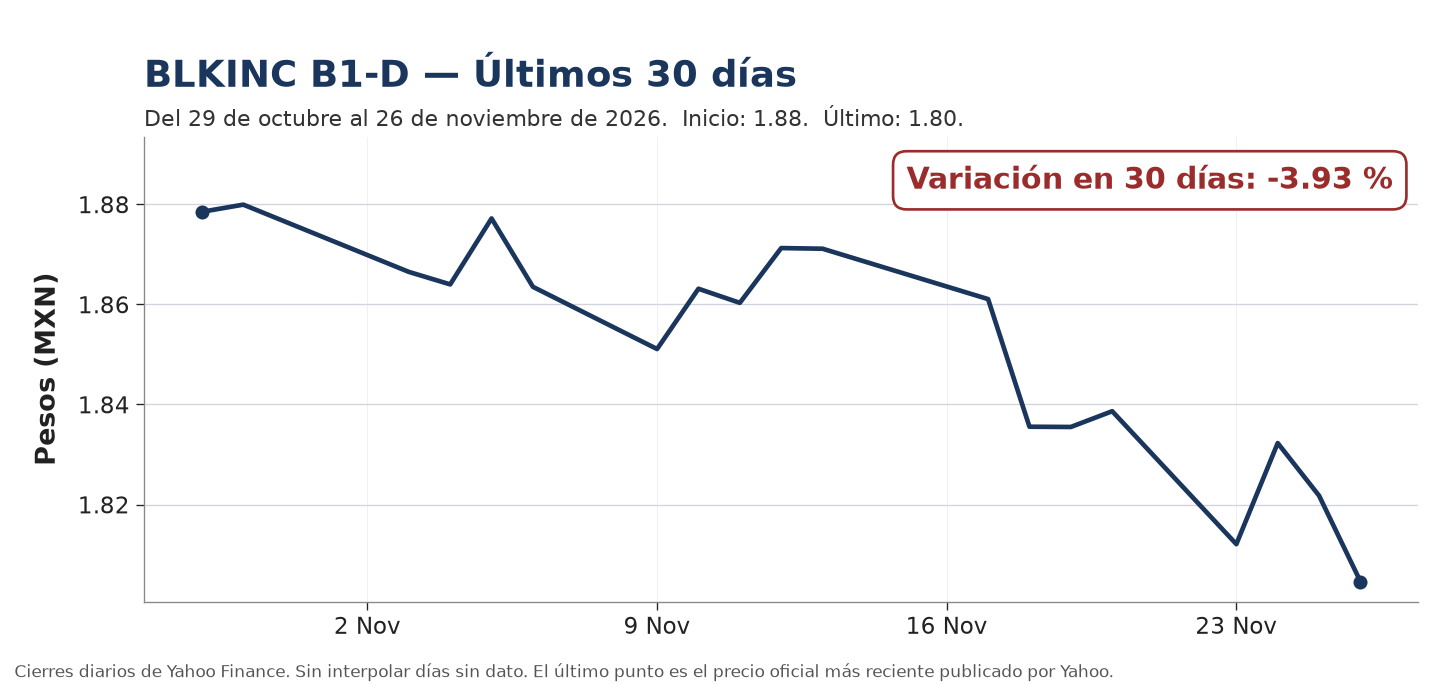 BLKINC B1-D — Últimos 30 días
Del 29 de octubre al 26 de noviembre de 2026.  Inicio: 1.88.  Último: 1.80.
Variación en 30 días: -3.93 %
Pesos (MXN)
1.88
1.86
1.84
1.82
2 Nov
9 Nov
16 Nov
23 Nov
Cierres diarios de Yahoo Finance. Sin interpolar días sin dato. El último punto es el precio oficial más reciente publicado por Yahoo.